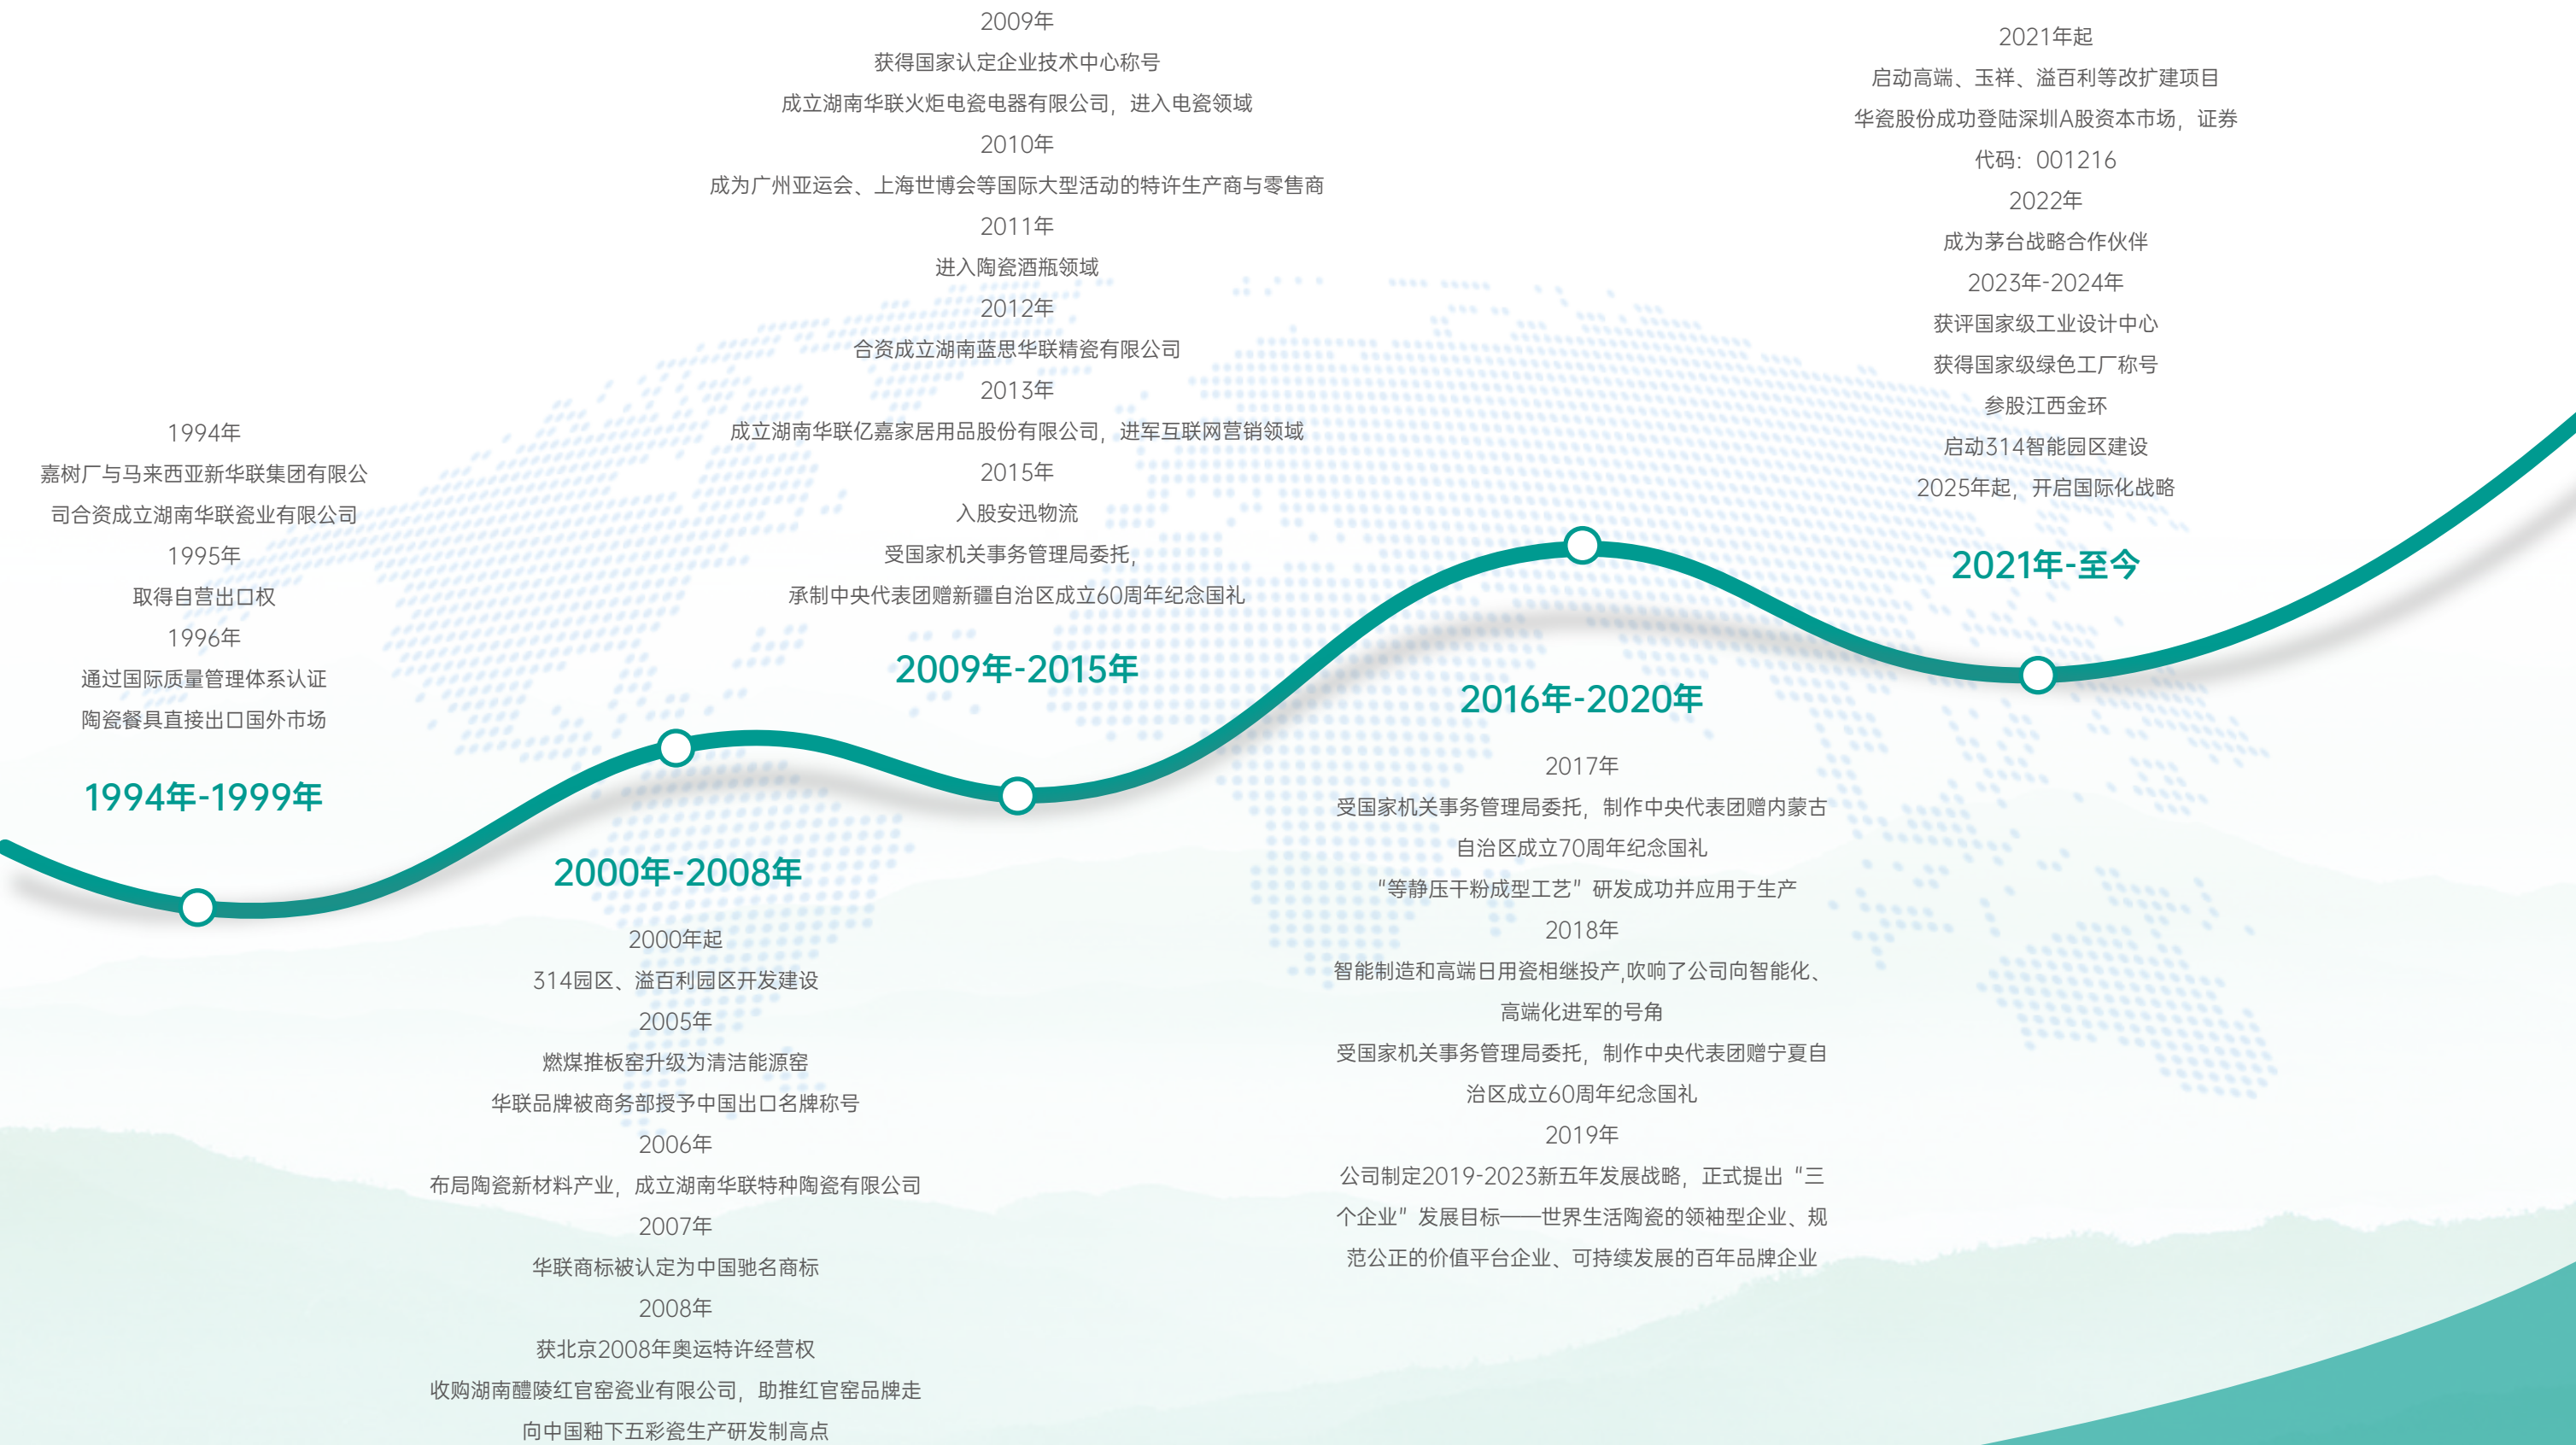 1994年
嘉树厂与马来西亚新华联集团有限公
司合资成立湖南华联瓷业有限公司
1995年
取得自营出口权
1996年
通过国际质量管理体系认证
陶瓷餐具直接出口国外市场
1994年-1999年
2000年-2008年
2000年起
314园区、溢百利园区开发建设
2005年
燃煤推板窑升级为清洁能源窑
华联品牌被商务部授予中国出口名牌称号
2006年
布局陶瓷新材料产业，成立湖南华联特种陶瓷有限公司
2007年
华联商标被认定为中国驰名商标
2008年
获北京2008年奥运特许经营权
收购湖南醴陵红官窑瓷业有限公司，助推红官窑品牌走
向中国釉下五彩瓷生产研发制高点
2009年
获得国家认定企业技术中心称号
成立湖南华联火炬电瓷电器有限公司，进入电瓷领域
2010年
成为广州亚运会、上海世博会等国际大型活动的特许生产商与零售商
2011年
进入陶瓷酒瓶领域
2012年
合资成立湖南蓝思华联精瓷有限公司
2013年
成立湖南华联亿嘉家居用品股份有限公司，进军互联网营销领域
2015年
入股安迅物流
受国家机关事务管理局委托，
承制中央代表团赠新疆自治区成立60周年纪念国礼
2009年-2015年
2016年-2020年
2017年
受国家机关事务管理局委托，制作中央代表团赠内蒙古
自治区成立70周年纪念国礼
“等静压干粉成型工艺”研发成功并应用于生产
2018年
智能制造和高端日用瓷相继投产,吹响了公司向智能化、
高端化进军的号角
受国家机关事务管理局委托，制作中央代表团赠宁夏自
治区成立60周年纪念国礼
2019年
公司制定2019-2023新五年发展战略，正式提出“三
个企业”发展目标——世界生活陶瓷的领袖型企业、规
范公正的价值平台企业、可持续发展的百年品牌企业
2021年起
启动高端、玉祥、溢百利等改扩建项目
华瓷股份成功登陆深圳A股资本市场，证券
代码：001216
2022年
成为茅台战略合作伙伴
2023年-2024年
获评国家级工业设计中心
获得国家级绿色工厂称号
参股江西金环
启动314智能园区建设
2025年起，开启国际化战略
2021年-至今